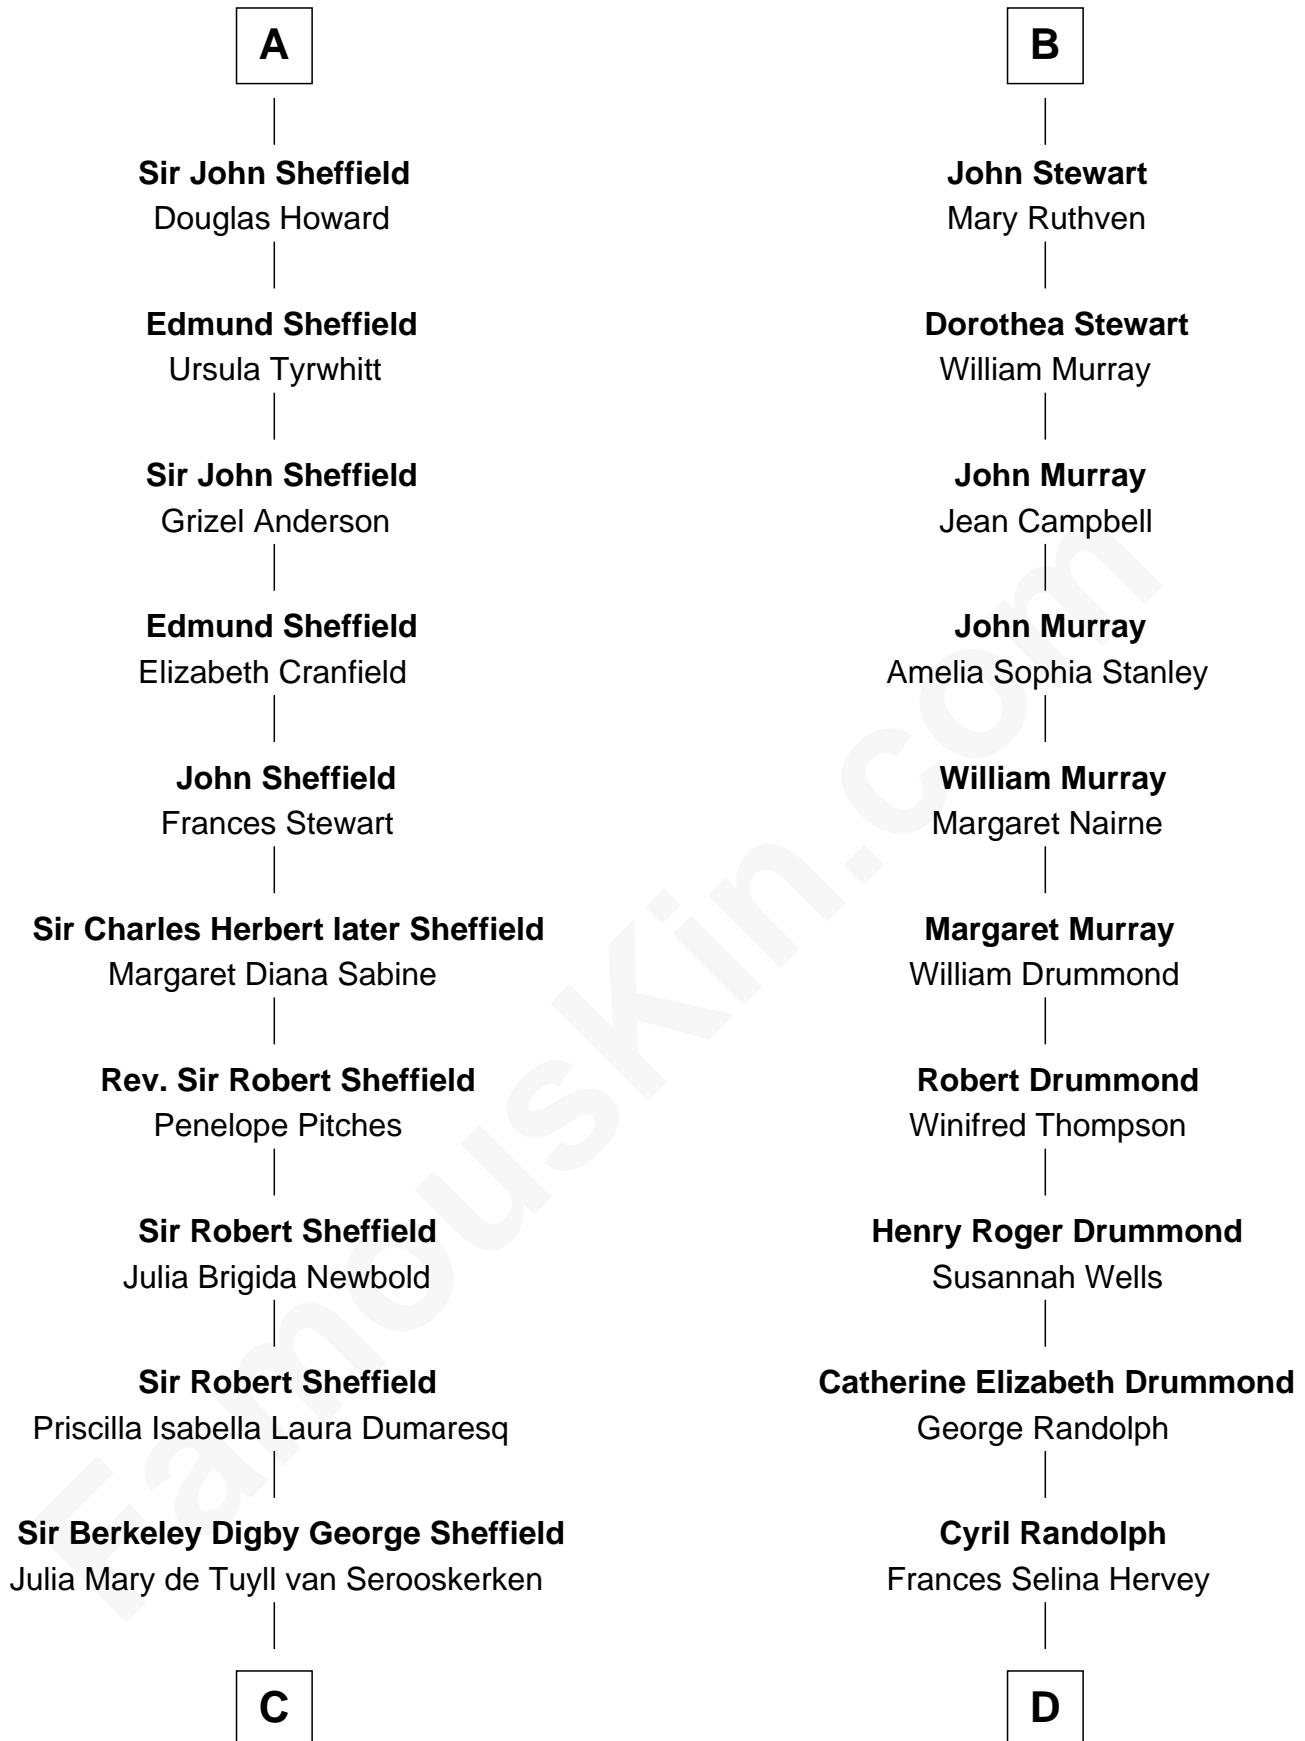 A
Sir John Sheffield
Douglas Howard
Edmund Sheffield
Ursula Tyrwhitt
Sir John Sheffield
Grizel Anderson
Edmund Sheffield
Elizabeth Cranfield
John Sheffield
Frances Stewart
Sir Charles Herbert later Sheffield
Margaret Diana Sabine
Rev. Sir Robert Sheffield
Penelope Pitches
Sir Robert Sheffield
Julia Brigida Newbold
Sir Robert Sheffield
Priscilla Isabella Laura Dumaresq
Sir Berkeley Digby George Sheffield
Julia Mary de Tuyll van Serooskerken
C
B
John Stewart
Mary Ruthven
Dorothea Stewart
William Murray
John Murray
Jean Campbell
John Murray
Amelia Sophia Stanley
William Murray
Margaret Nairne
Margaret Murray
William Drummond
Robert Drummond
Winifred Thompson
Henry Roger Drummond
Susannah Wells
Catherine Elizabeth Drummond
George Randolph
Cyril Randolph
Frances Selina Hervey
D
FamousKin.com